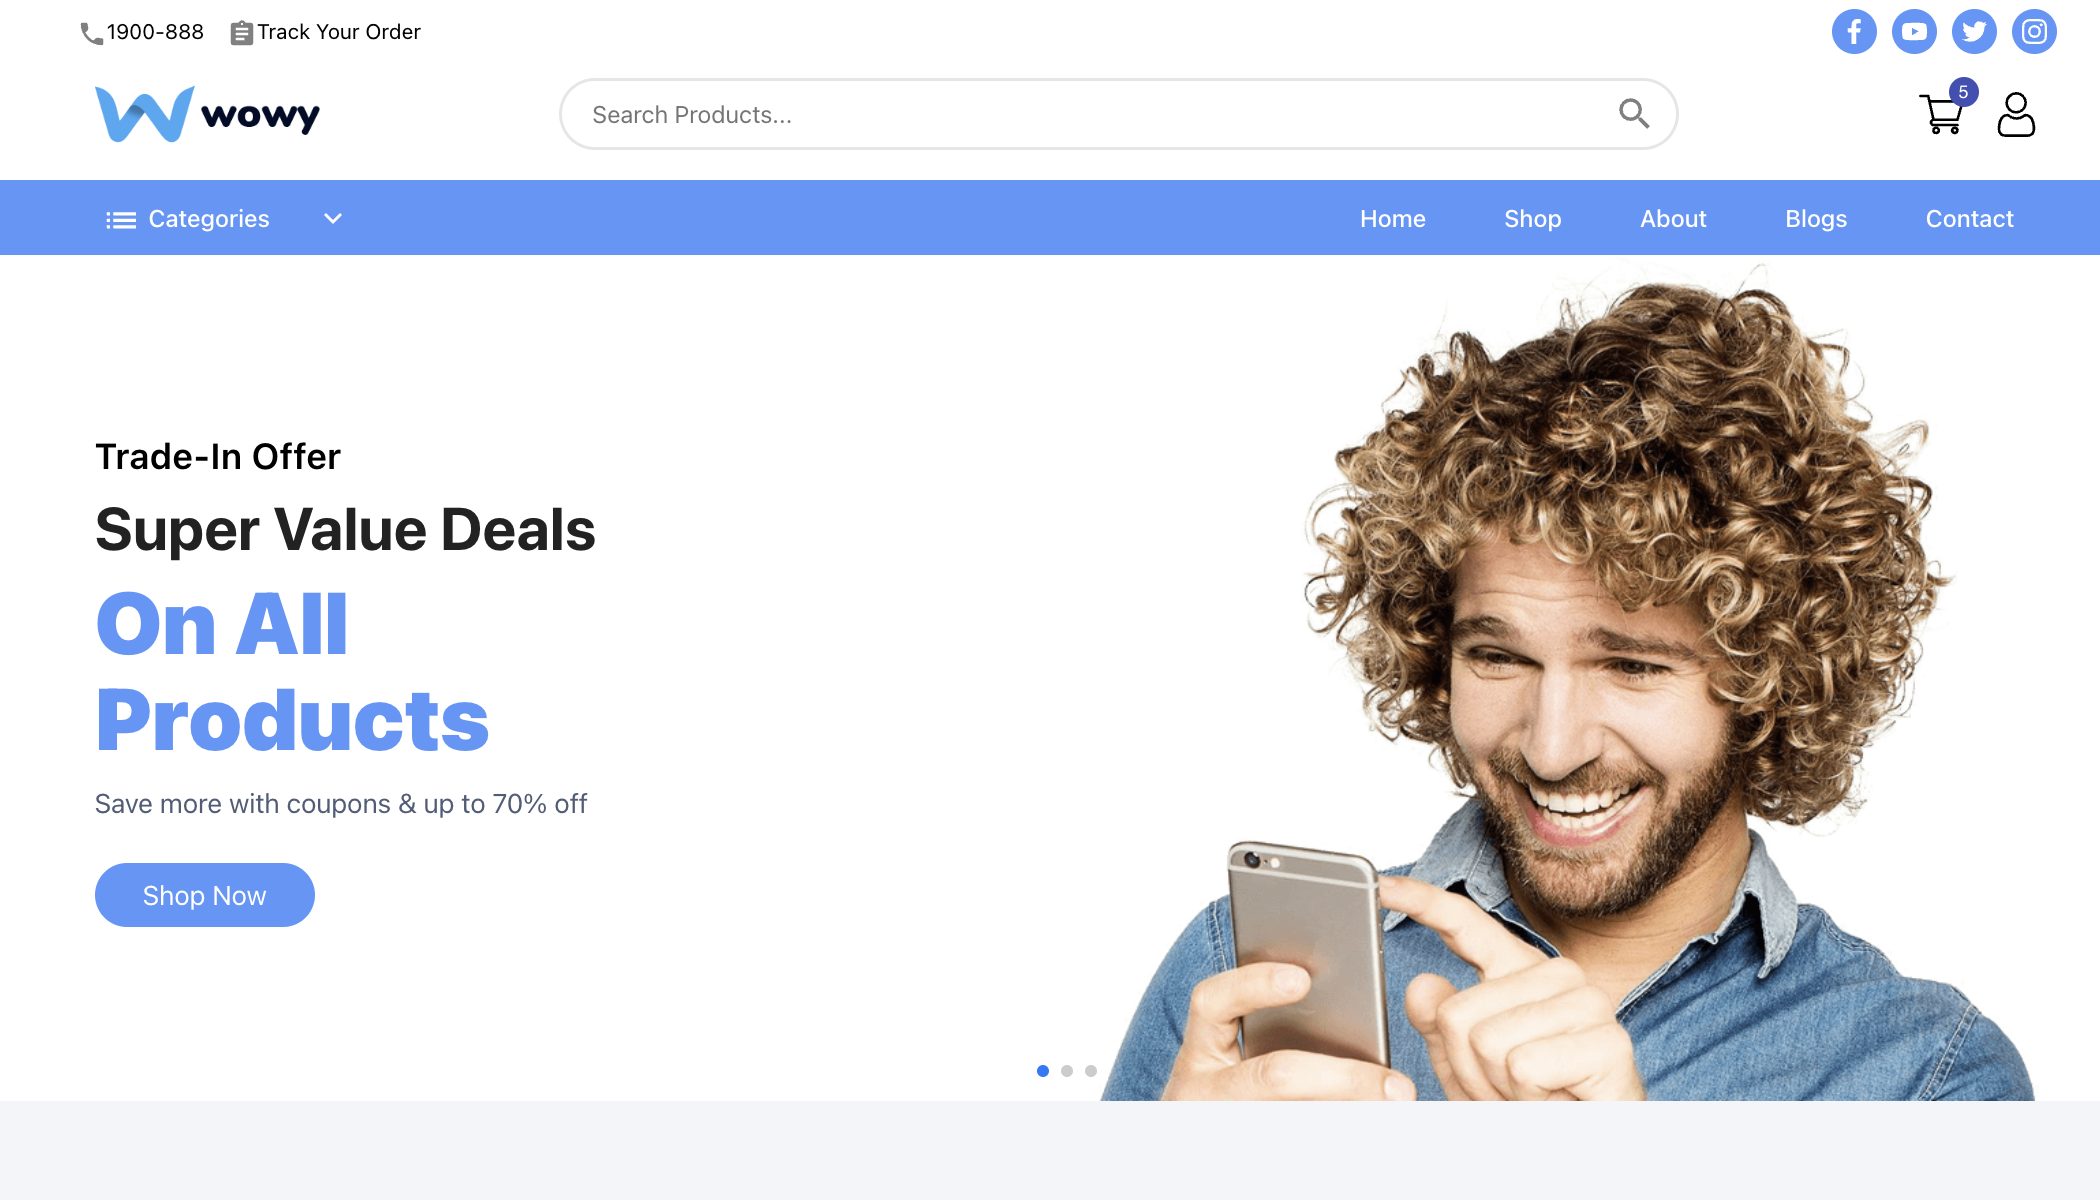 1900-888
Track Your Order
wowy
Search Products...
5
Categories
Home
Shop
About
Blogs
Contact
Trade-In Offer
Super Value Deals
On All
Products
Save more with coupons & up to 70% off
Shop Now